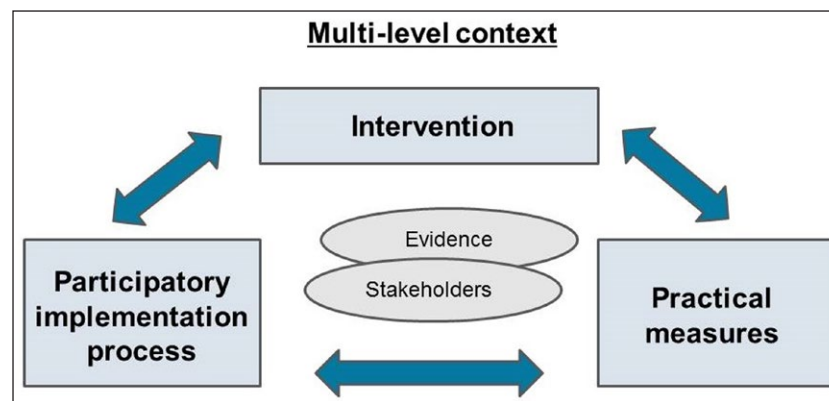 Multi-level context
Intervention
Evidence
Stakeholders
Participatory
implementation
process
Practical
measures